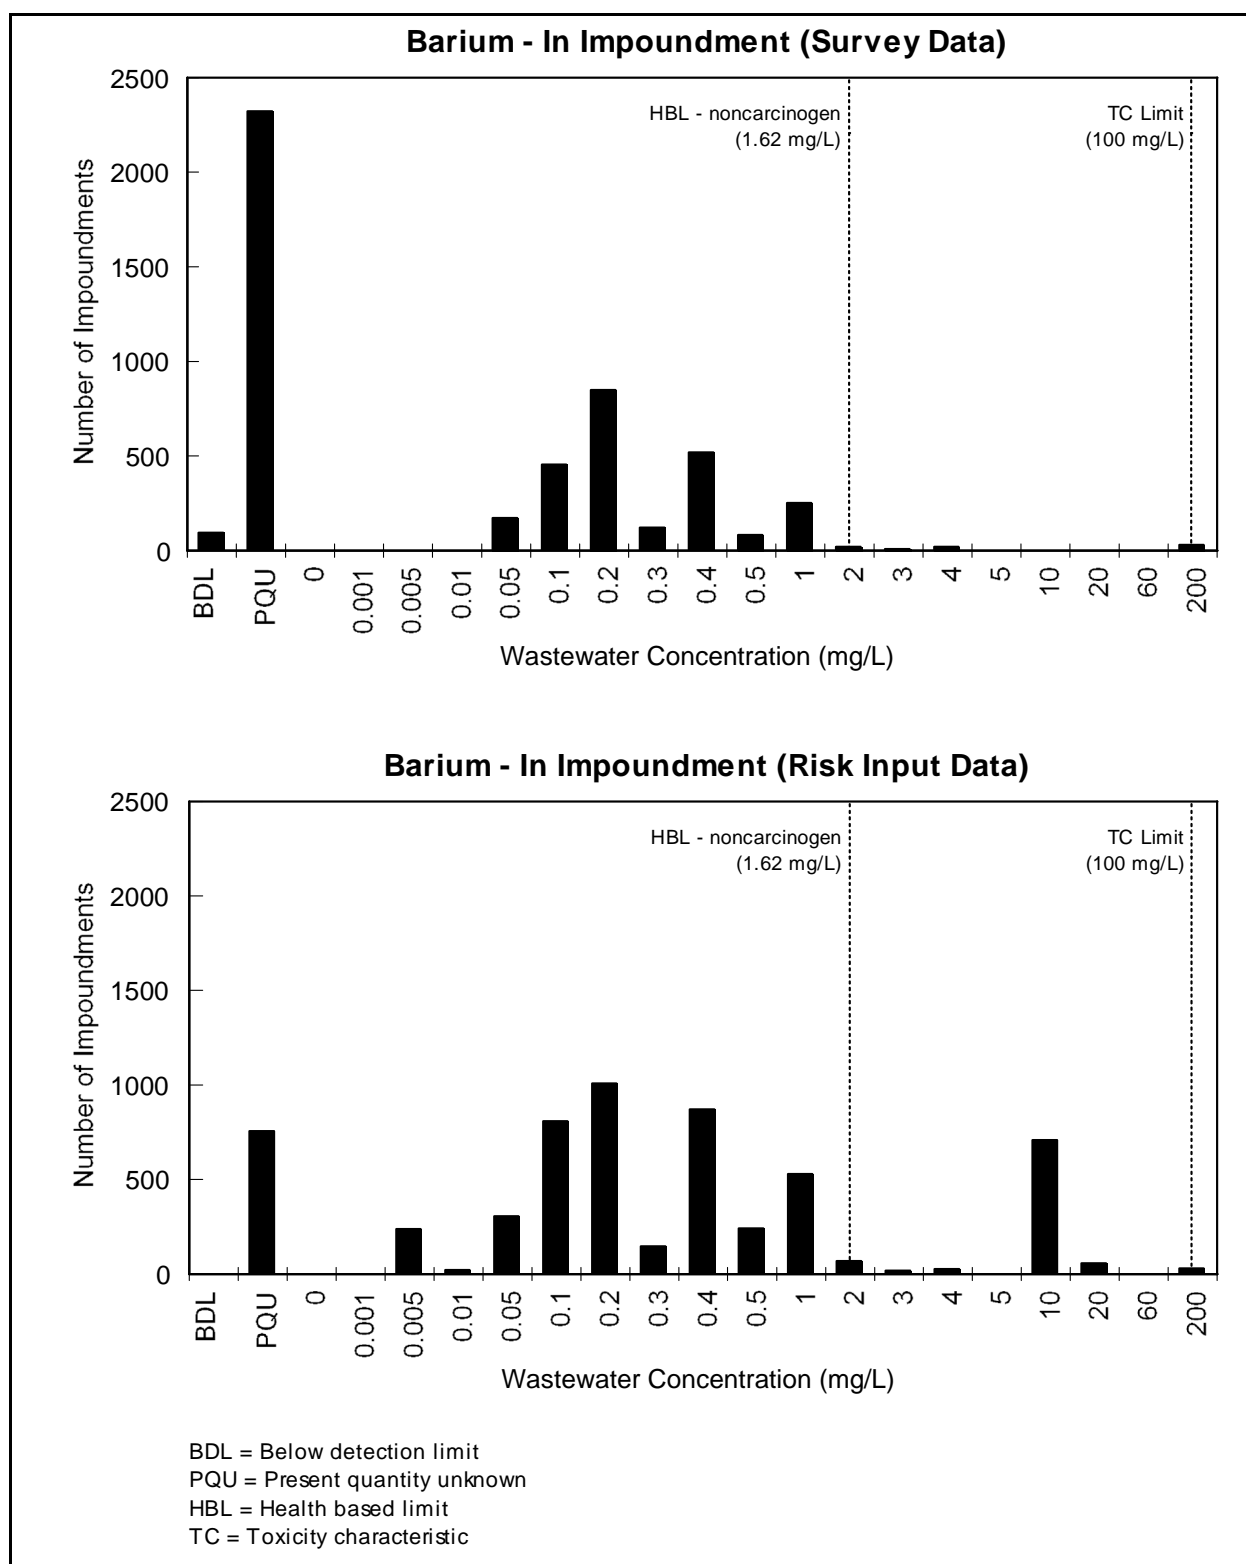 Barium - In Impoundment (Survey Data)
2500
2000
1500
1000
500
0
Number of Impoundments
HBL - noncarcinogen
(1.62 mg/L)
TC Limit
(100 mg/L)
BDL PQU 0 0.001 0.005 0.01 0.05 0.1 0.2 0.3 0.4 0.5 1 2 3 4 5 10 20 60 200
Wastewater Concentration (mg/L)
Barium - In Impoundment (Risk Input Data)
2500
2000
1500
1000
500
0
Number of Impoundments
HBL - noncarcinogen
(1.62 mg/L)
TC Limit
(100 mg/L)
BDL PQU 0 0.001 0.005 0.01 0.05 0.1 0.2 0.3 0.4 0.5 1 2 3 4 5 10 20 60 200
Wastewater Concentration (mg/L)
BDL = Below detection limit
PQU = Present quantity unknown
HBL = Health based limit
TC = Toxicity characteristic